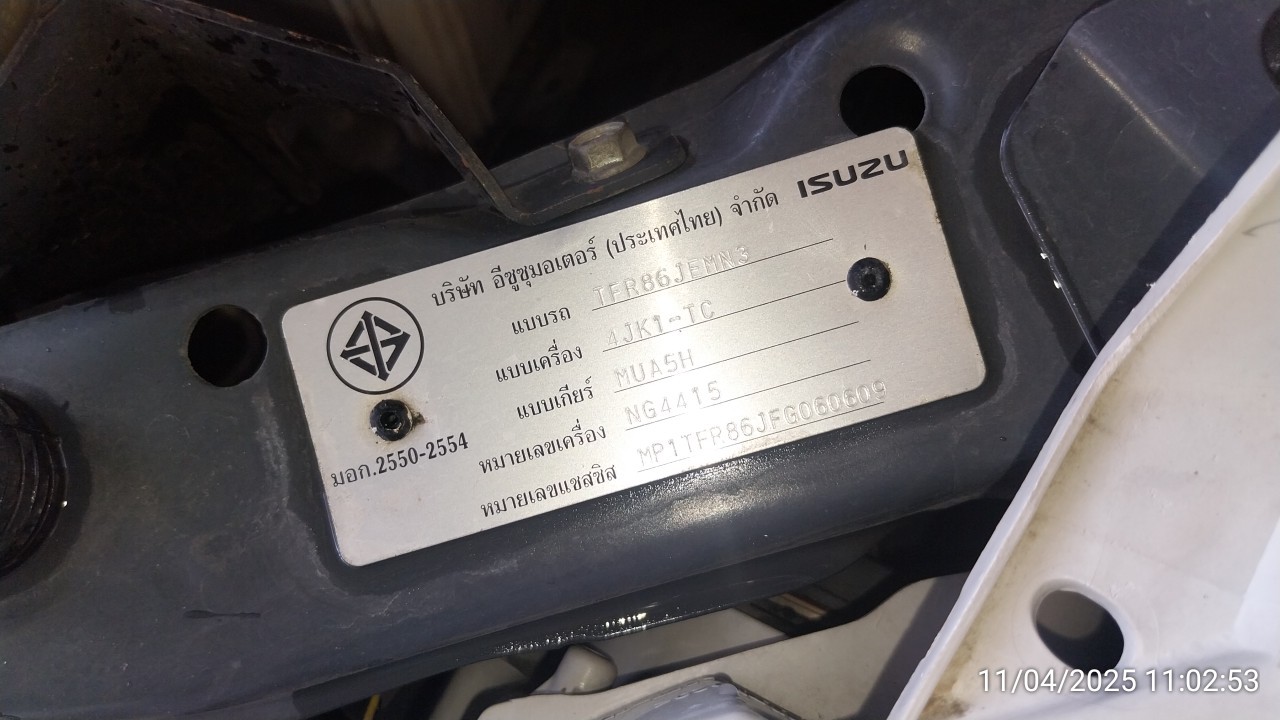 ISUZU
บริษัท อีซูซุมอเตอร์ (ประเทศไทย) จำกัด
แบบรถ TFR86JFMN3
แบบเครื่อง 4JK1-TC
แบบเกียร์ MUA5H
หมายเลขเครื่อง NG4415
หมายเลขแชสซิส MP1TFR86JFG060609
มอก.2550-2554
11/04/2025 11:02:53